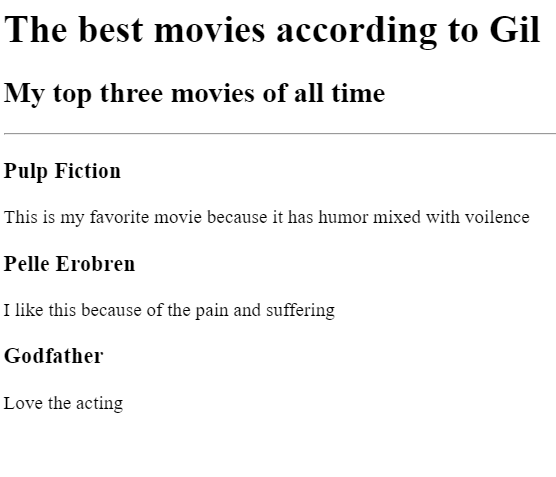 The best movies according to Gil
My top three movies of all time
Pulp Fiction
This is my favorite movie because it has humor mixed with voilence
Pelle Erobren
I like this because of the pain and suffering
Godfather
Love the acting